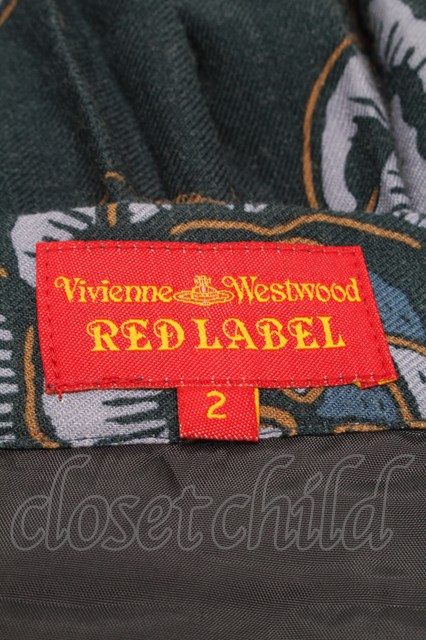 Vivienne Westwood
RED LABEL
2
closet child